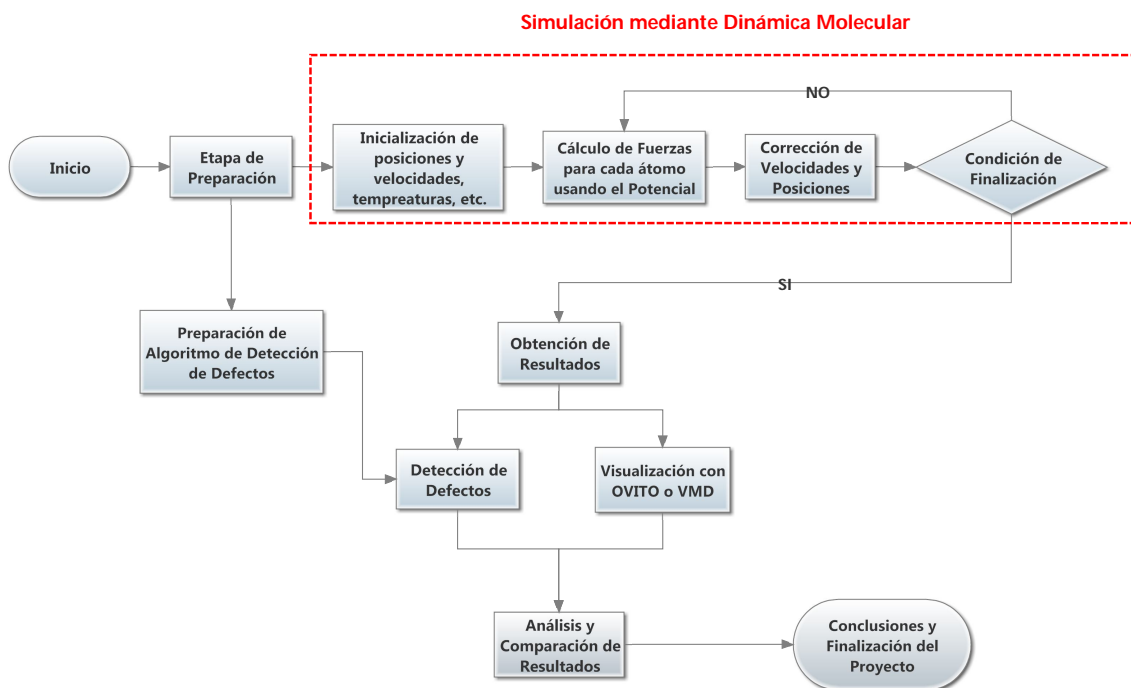 Simulación mediante Dinámica Molecular
NO
Inicio
Etapa de
Preparación
Inicialización de
posiciones y
velocidades,
tempreaturas, etc.
Cálculo de Fuerzas
para cada átomo
usando el Potencial
Corrección de
Velocidades y
Posiciones
Condición de
Finalización
SI
Preparación de
Algoritmo de Detección
de Defectos
Obtención de
Resultados
Detección de
Defectos
Visualización con
OVITO o VMD
Análisis y
Comparación de
Resultados
Conclusiones y
Finalización del
Proyecto